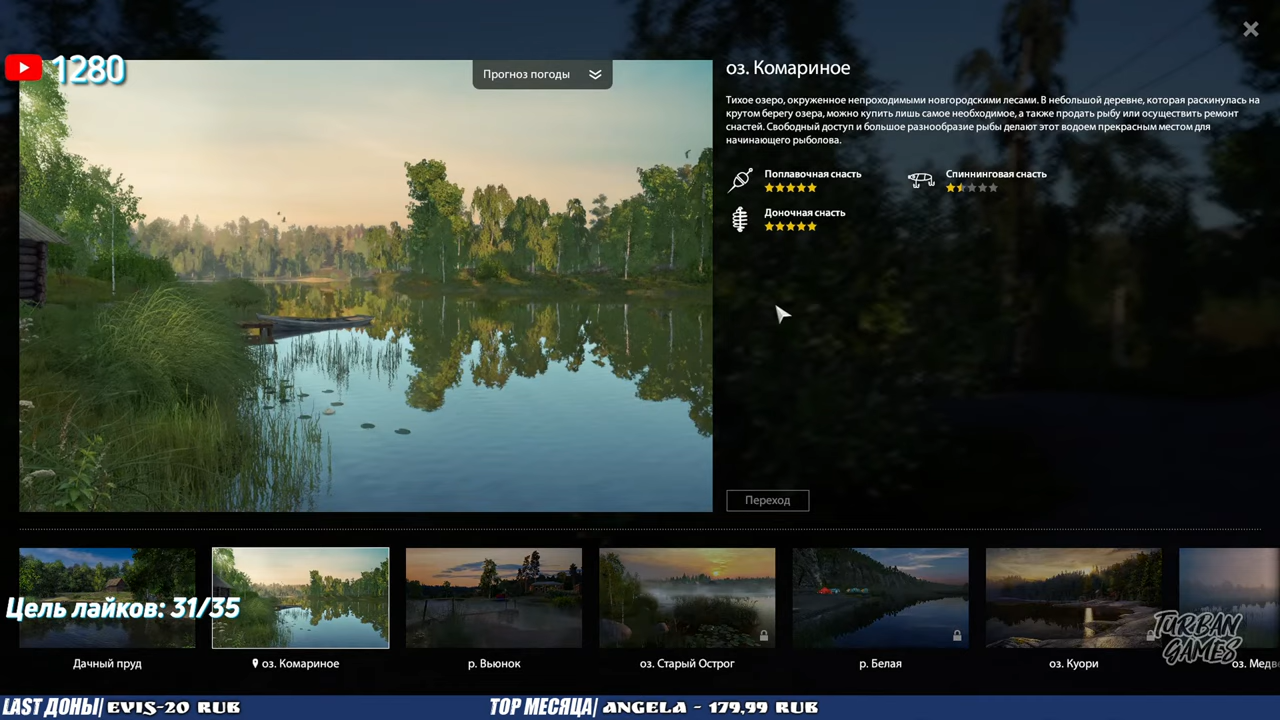 1280
Прогноз погоды
оз. Комариное
Тихое озеро, окруженное непроходимыми новгородскими лесами. В небольшой деревне, которая раскинулась на
крутом берегу озера, можно купить лишь самое необходимое, а также продать рыбу или осуществить ремонт
снастей. Свободный доступ и большое разнообразие рыбы делают этот водоем прекрасным местом для
начинающего рыболова.
Поплавочная снасть
Спиннинговая снасть
Доночная снасть
Переход
Цель лайков: 31/35
TURBAN
GAMES
Дачный пруд
оз. Комариное
р. Вьюнок
оз. Старый Острог
р. Белая
оз. Куори
оз. Медв
LAST ДОНЫ| EVIS-20 RUB
TOP МЕСЯЦА| ANGELA - 179,99 RUB